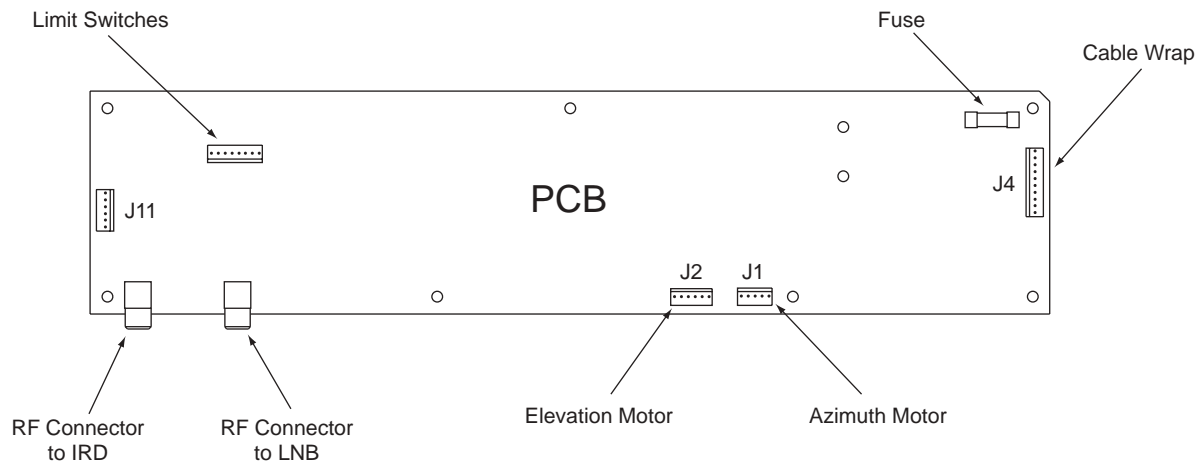 Limit Switches
Fuse
Cable Wrap
J4
PCB
J11
J2
J1
Elevation Motor
Azimuth Motor
RF Connector
to IRD
RF Connector
to LNB